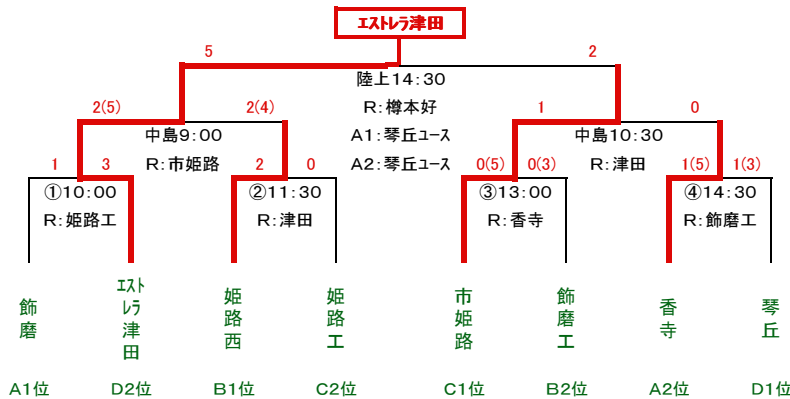 エストレラ津田
5
2
陸上14:30
R:樽本好
A1:琴丘ユース
A2:琴丘ユース
2(5)
2(4)
1
0
中島9:00
R:市姫路
中島10:30
R:津田
1
3
2
0
0(5)
0(3)
1(5)
1(3)
①10:00
R:姫路工
②11:30
R:津田
③13:00
R:香寺
④14:30
R:飾磨工
飾磨
エストレラ津田
姫路西
姫路工
市姫路
飾磨工
香寺
琴丘
A1位
D2位
B1位
C2位
C1位
B2位
A2位
D1位